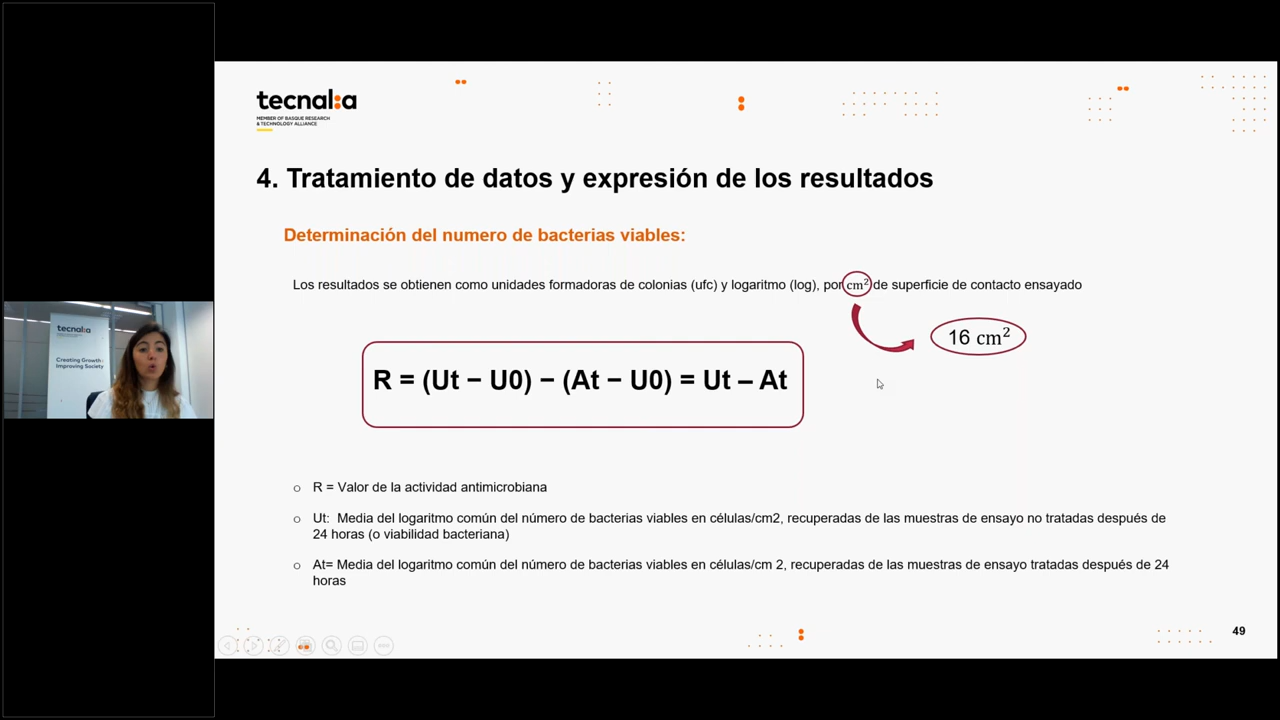 tecnal:a
MEMBER OF BASQUE RESEARCH
& TECHNOLOGY ALLIANCE
4. Tratamiento de datos y expresión de los resultados
Determinación del numero de bacterias viables:
Los resultados se obtienen como unidades formadoras de colonias (ufc) y logaritmo (log), por cm² de superficie de contacto ensayado
16 cm²
R = (Ut − U0) − (At − U0) = Ut – At
o R = Valor de la actividad antimicrobiana
o Ut: Media del logaritmo común del número de bacterias viables en células/cm2, recuperadas de las muestras de ensayo no tratadas después de
24 horas (o viabilidad bacteriana)
o At= Media del logaritmo común del número de bacterias viables en células/cm 2, recuperadas de las muestras de ensayo tratadas después de 24
horas
49
tecnal:a
Creating Growth,
Improving Society